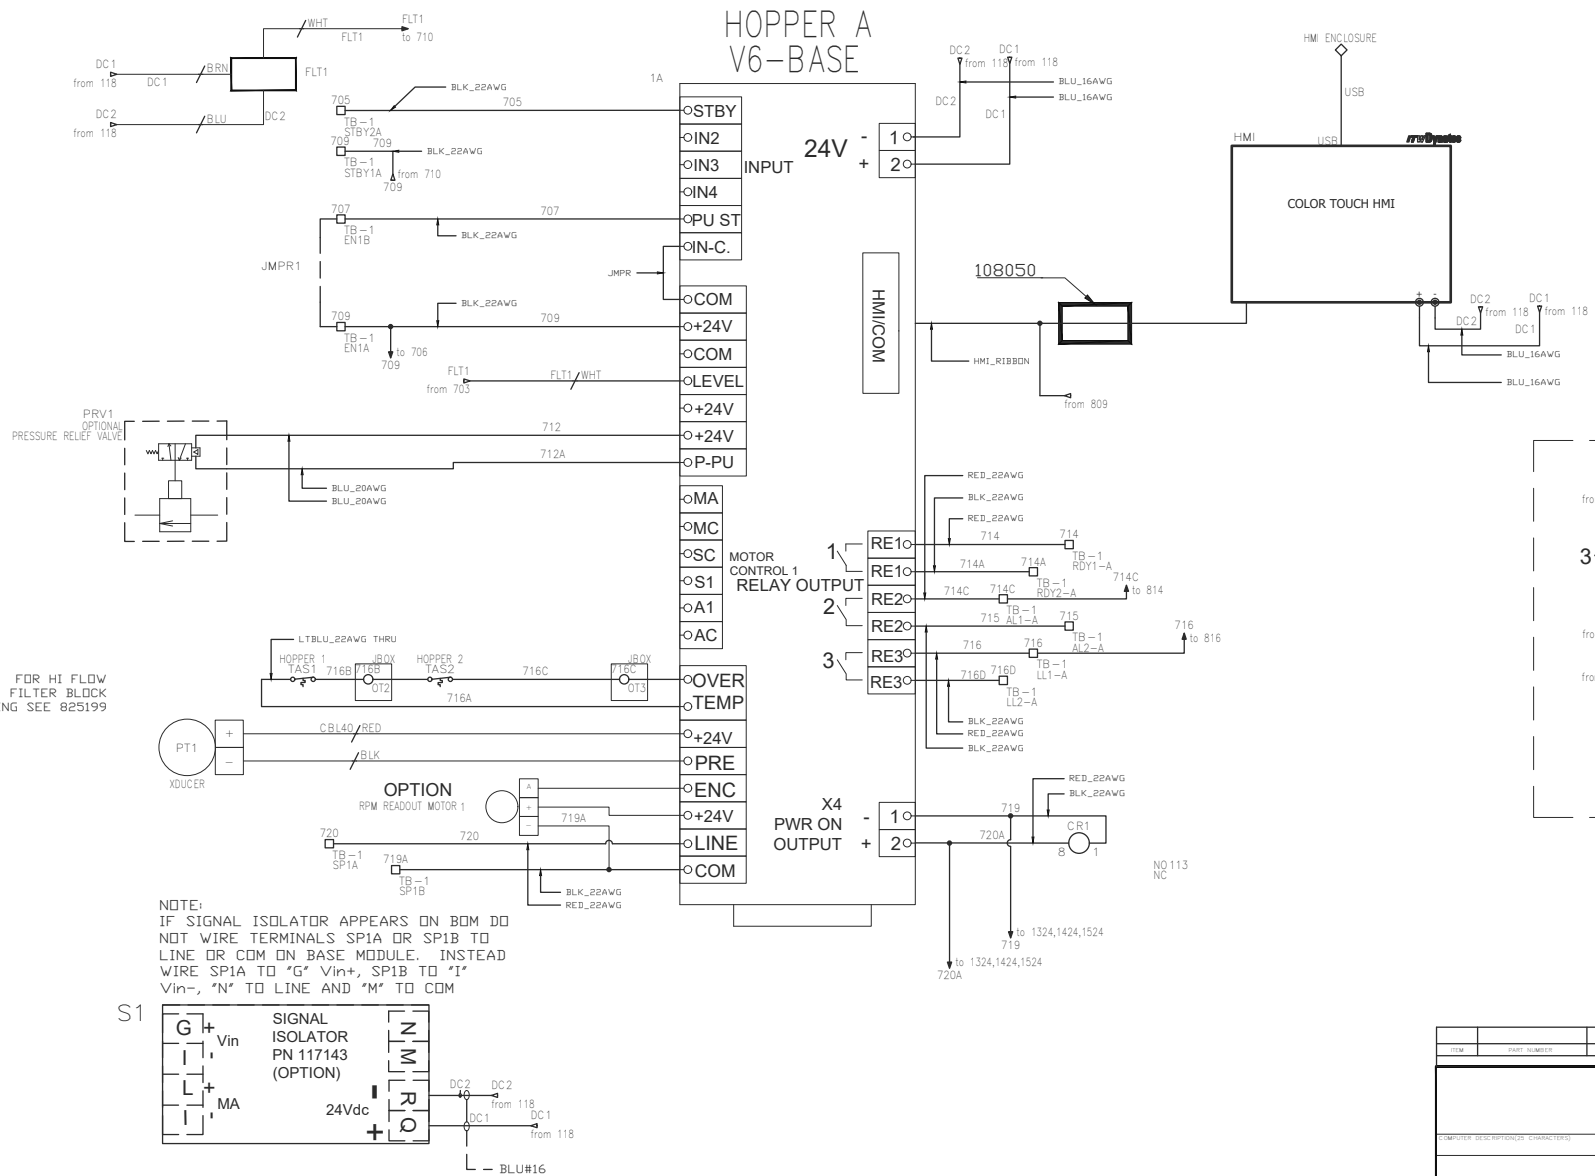 HOPPER A
V6-BASE
WHT
FLT1
FLT1
to 710
DC1
from 118
DC1
BRN
FLT1
DC2
from 118
BLU
DC2
1A
705
TB-1
STBY2A
BLK_22AWG
705
709
TB-1
STBY1A
709
BLK_22AWG
from 710
709
707
TB-1
EN1B
707
BLK_22AWG
JMPR1
JMPR
709
TB-1
EN1A
BLK_22AWG
709
to 706
709
FLT1
from 703
FLT1
WHT
PRV1
OPTIONAL
PRESSURE RELIEF VALVE
712
712A
BLU_20AWG
BLU_20AWG
STBY
IN2
IN3
IN4
PU ST
IN-C.
INPUT
COM
+24V
COM
LEVEL
+24V
+24V
P-PU
MA
MC
SC
S1
A1
AC
MOTOR
CONTROL 1
RELAY OUTPUT
OVER
TEMP
+24V
PRE
ENC
+24V
LINE
COM
24V
-
+
1
2
DC2
from 118
DC1
from 118
BLU_16AWG
BLU_16AWG
DC2
DC1
HMI/COM
108050
HMI_RIBBON
from 809
HMI ENCLOSURE
USB
HMI
USB
ITWDynatec
COLOR TOUCH HMI
+
-
DC2
from 118
DC1
from 118
DC2
DC1
BLU_16AWG
BLU_16AWG
RED_22AWG
BLK_22AWG
RED_22AWG
1
2
3
RE1
RE1
RE2
RE2
RE3
RE3
714
714
TB-1
RDY1-A
714A
714A
TB-1
RDY2-A
714C
714C
TB-1
AL1-A
714C
to 814
715
715
TB-1
AL2-A
716
716
TB-1
LL1-A
716
to 816
716D
716D
TB-1
LL2-A
BLK_22AWG
RED_22AWG
BLK_22AWG
LTBLU_22AWG THRU
HOPPER 1
TAS1
716B
JBOX
716B
OT2
HOPPER 2
TAS2
716C
JBOX
716C
OT3
716A
FOR HI FLOW
FILTER BLOCK
NG SEE 825199
PT1
XDUCER
+
-
CBL40
RED
BLK
OPTION
RPM READOUT MOTOR 1
A
+
-
719A
720
TB-1
SP1A
720
719A
TB-1
SP1B
BLK_22AWG
RED_22AWG
X4
PWR ON
OUTPUT
-
+
1
2
719
720A
RED_22AWG
BLK_22AWG
CR1
8
1
NO 113
NC
to 1324,1424,1524
719
to 1324,1424,1524
720A
fro
3
fro
fro
NOTE:
IF SIGNAL ISOLATOR APPEARS ON BOM DO
NOT WIRE TERMINALS SP1A OR SP1B TO
LINE OR COM ON BASE MODULE. INSTEAD
WIRE SP1A TO "G" Vin+, SP1B TO "I"
Vin-, "N" TO LINE AND "M" TO COM
S1
G
I
L
I
+
-
Vin
+
-
MA
SIGNAL
ISOLATOR
PN 117143
(OPTION)
24Vdc
-
+
N
M
R
Q
DC2
DC2
from 118
DC1
DC1
from 118
BLU#16
ITEM
PART NUMBER
COMPUTER DESCRIPTION(25 CHARACTERS)